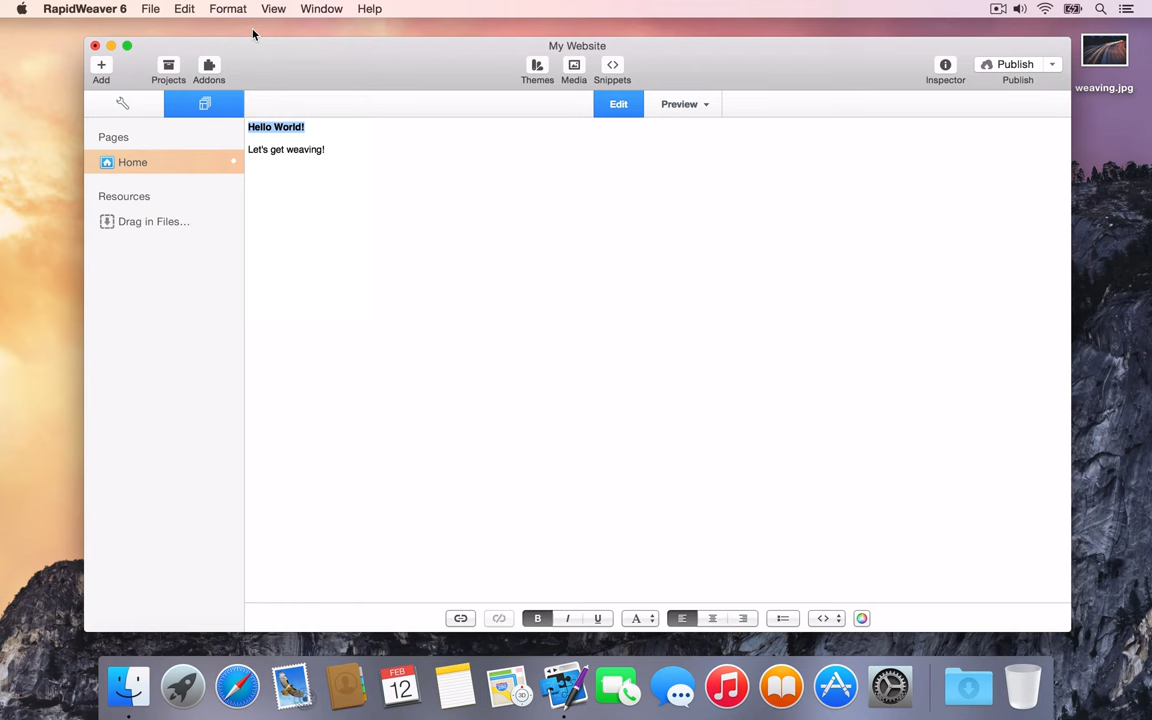 RapidWeaver 6 File Edit Format View Window Help
My Website
Add Projects Addons Themes Media Snippets Inspector Publish
Publish
weaving.jpg
Edit Preview
Pages
Home
Resources
Drag in Files...
Hello World!
Let's get weaving!
B I U A
FEB
12
3D